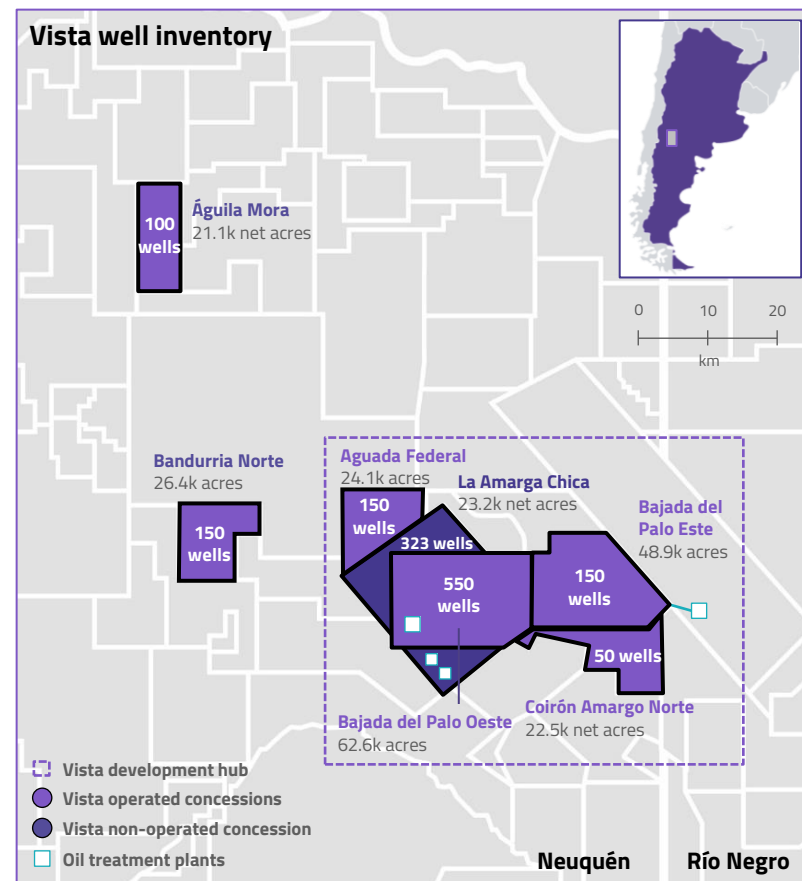 Vista well inventory
100
wells
Águila Mora
21.1k net acres
0 10 20
km
Bandurria Norte
26.4k acres
150
wells
Aguada Federal
24.1k acres
150
wells
La Amarga Chica
23.2k net acres
323 wells
Bajada del
Palo Este
48.9k acres
550
wells
150
wells
50 wells
Bajada del Palo Oeste
62.6k acres
Coirón Amargo Norte
22.5k net acres
Vista development hub
Vista operated concessions
Vista non-operated concession
Oil treatment plants
Neuquén
Río Negro